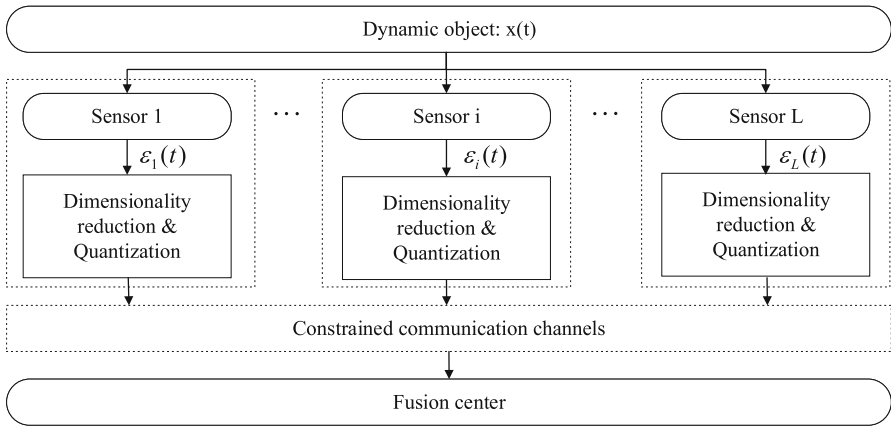 Dynamic object: x(t)
Sensor 1 ··· Sensor i ··· Sensor L
ε₁(t) εᵢ(t) ε_L(t)
Dimensionality Dimensionality Dimensionality
reduction & reduction & reduction &
Quantization Quantization Quantization
Constrained communication channels
Fusion center